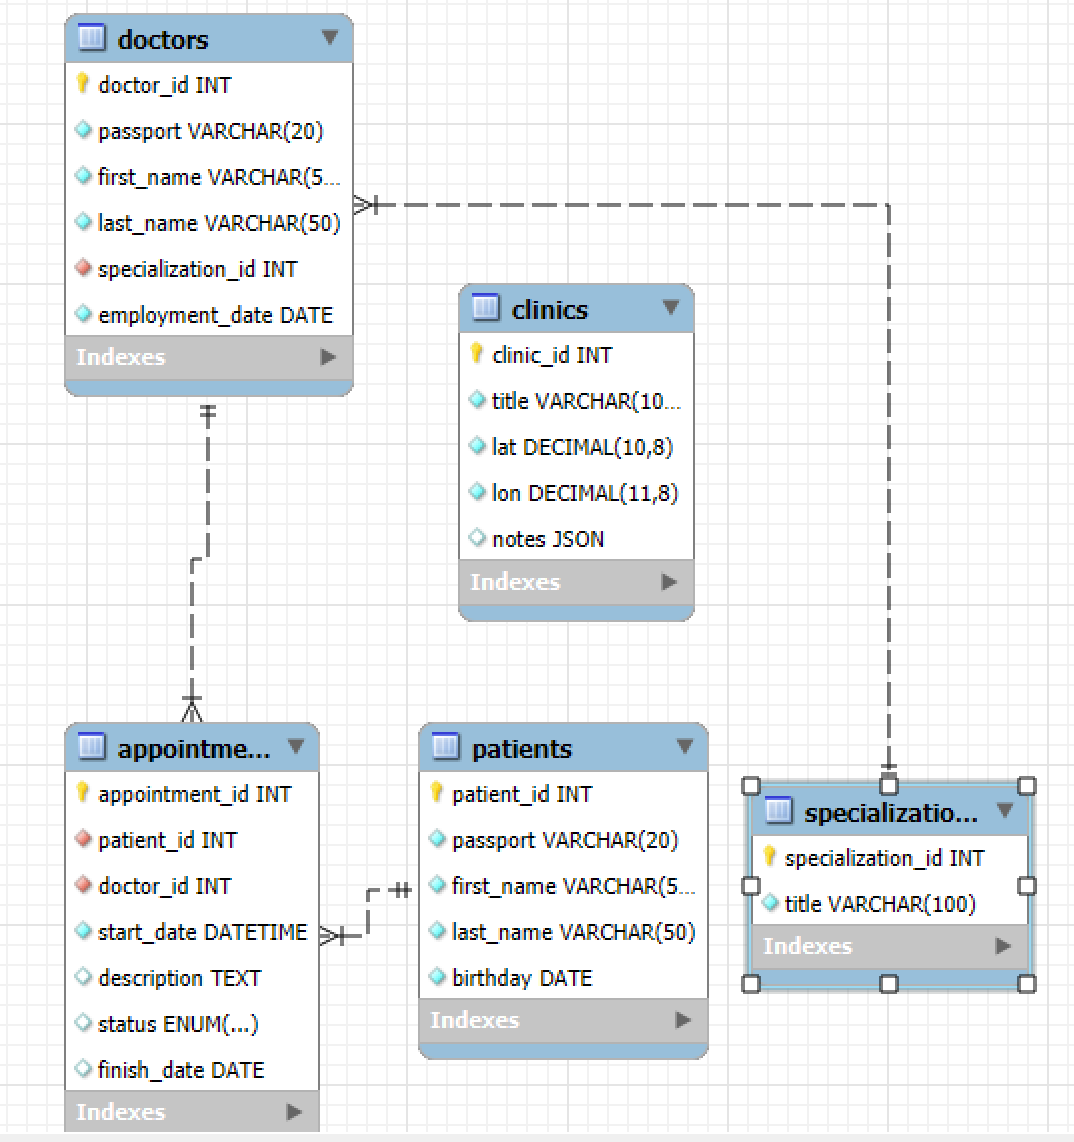 doctors
doctor_id INT
passport VARCHAR(20)
first_name VARCHAR(5...
last_name VARCHAR(50)
specialization_id INT
employment_date DATE
Indexes
clinics
clinic_id INT
title VARCHAR(10...
lat DECIMAL(10,8)
lon DECIMAL(11,8)
notes JSON
Indexes
appointme...
appointment_id INT
patient_id INT
doctor_id INT
start_date DATETIME
description TEXT
status ENUM(...)
finish_date DATE
Indexes
patients
patient_id INT
passport VARCHAR(20)
first_name VARCHAR(5...
last_name VARCHAR(50)
birthday DATE
Indexes
specializatio...
specialization_id INT
title VARCHAR(100)
Indexes